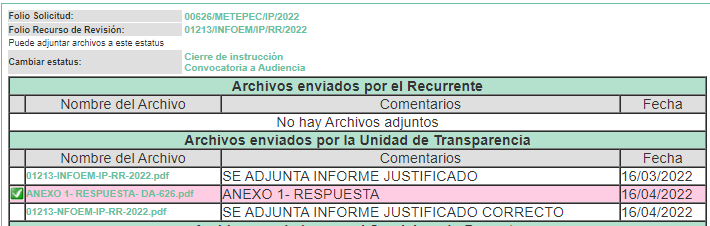 Folio Solicitud: 00626/METEPEC/IP/2022
Folio Recurso de Revisión: 01213/INFOEM/IP/RR/2022
Puede adjuntar archivos a este estatus
Cambiar estatus: Cierre de instrucción
Convocatoria a Audiencia
Archivos enviados por el Recurrente
Nombre del Archivo Comentarios Fecha
No hay Archivos adjuntos
Archivos enviados por la Unidad de Transparencia
Nombre del Archivo Comentarios Fecha
01213-INFOEM-IP-RR-2022.pdf SE ADJUNTA INFORME JUSTIFICADO 16/03/2022
ANEXO 1- RESPUESTA- DA-626.pdf ANEXO 1- RESPUESTA 16/04/2022
01213-NFOEM-IP-RR-2022.pdf SE ADJUNTA INFORME JUSTIFICADO CORRECTO 16/04/2022